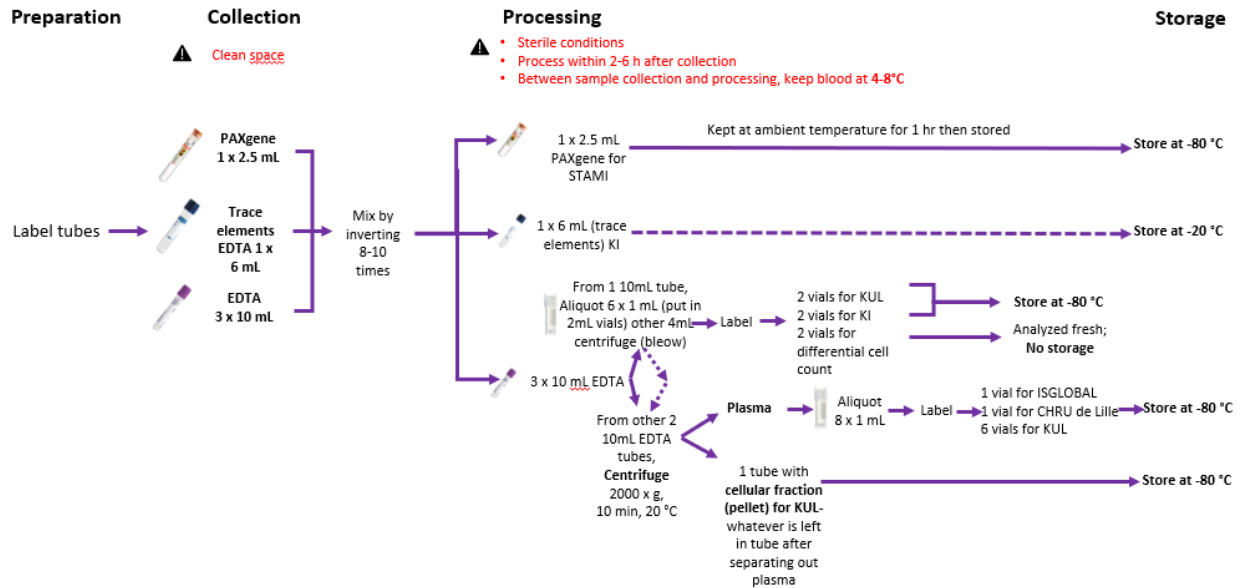 Preparation
Collection
Processing
Storage
Clean space
• Sterile conditions
• Process within 2-6 h after collection
• Between sample collection and processing, keep blood at 4-8°C
Label tubes
PAXgene
1 x 2.5 mL
Trace
elements
EDTA 1 x
6 mL
EDTA
3 x 10 mL
Mix by
inverting
8-10
times
1 x 2.5 mL
PAXgene for
STAMI
Kept at ambient temperature for 1 hr then stored
Store at -80 °C
1 x 6 mL (trace
elements) KI
Store at -20 °C
From 1 10mL tube,
Aliquot 6 x 1 mL (put in
2mL vials) other 4mL
centrifuge (bleow)
Label
2 vials for KUL
2 vials for KI
2 vials for
differential cell
count
Store at -80 °C
Analyzed fresh;
No storage
3 x 10 mL EDTA
From other 2
10mL EDTA
tubes,
Centrifuge
2000 x g,
10 min, 20 °C
Plasma
Aliquot
8 x 1 mL
Label
1 vial for ISGLOBAL
1 vial for CHRU de Lille
6 vials for KUL
Store at -80 °C
1 tube with
cellular fraction
(pellet) for KUL-
whatever is left
in tube after
separating out
plasma
Store at -80 °C